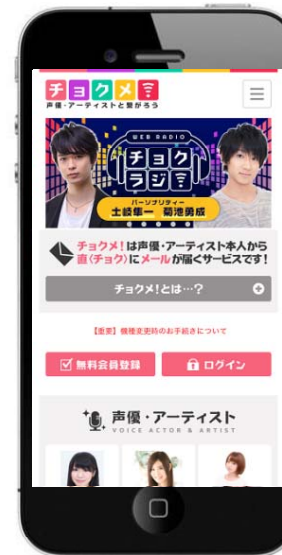 チョクメ!
声優・アーティストと繋がろう
WEB RADIO
チョク
ラジ
パーソナリティー
土岐隼一 菊池勇成
チョクメ!は声優・アーティスト本人から
直(チョク)にメールが届くサービスです!
チョクメ!とは…?
【重要】機種変更時のお手続きについて
無料会員登録
ログイン
声優・アーティスト
VOICE ACTOR & ARTIST